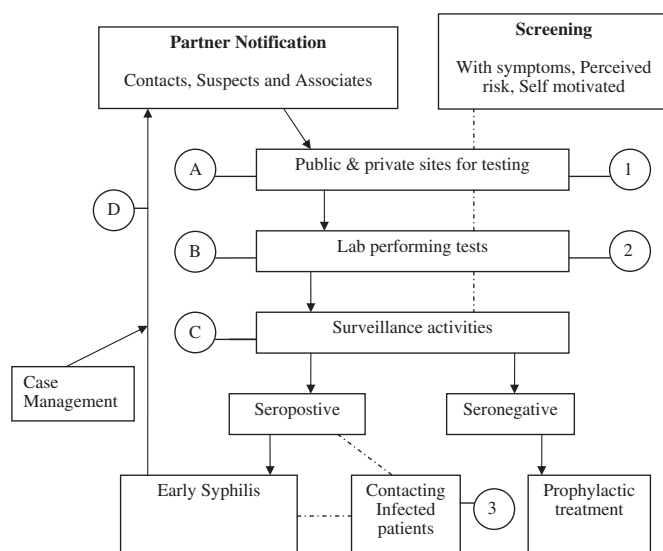 Partner Notification
Contacts, Suspects and Associates
Screening
With symptoms, Perceived
risk, Self motivated
A
Public & private sites for testing
1
D
B
Lab performing tests
2
C
Surveillance activities
Case
Management
Seropostive
Seronegative
Early Syphilis
Contacting
Infected
patients
3
Prophylactic
treatment